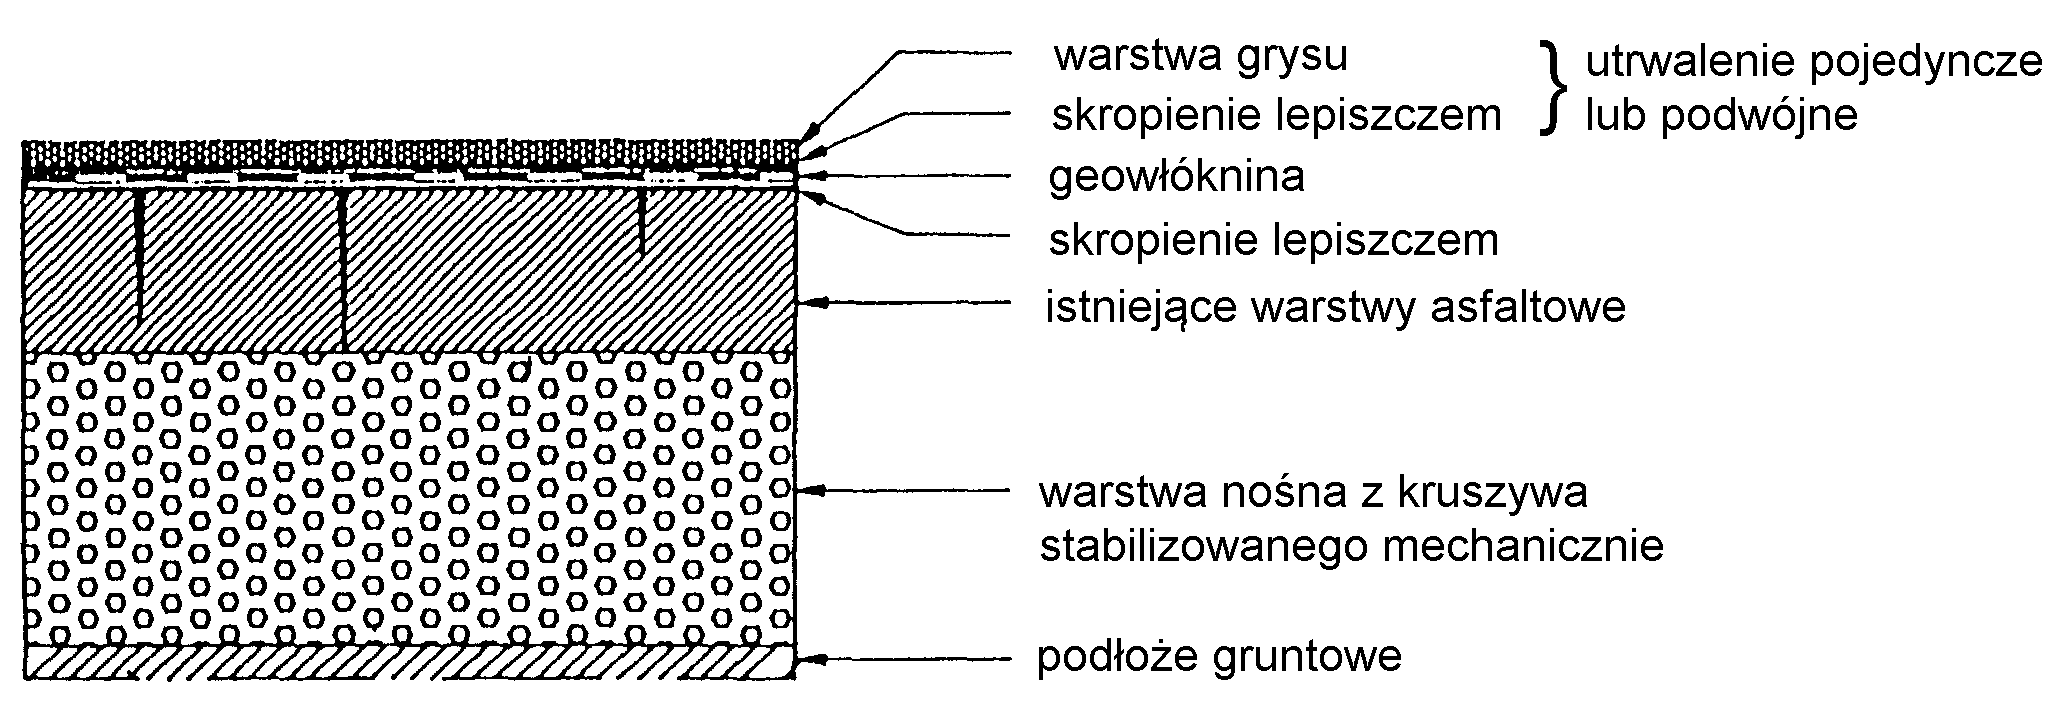 warstwa grysu
skropienie lepiszczem
} utrwalenie pojedyncze
lub podwójne
geowłóknina
skropienie lepiszczem
istniejące warstwy asfaltowe
warstwa nośna z kruszywa
stabilizowanego mechanicznie
podłoże gruntowe